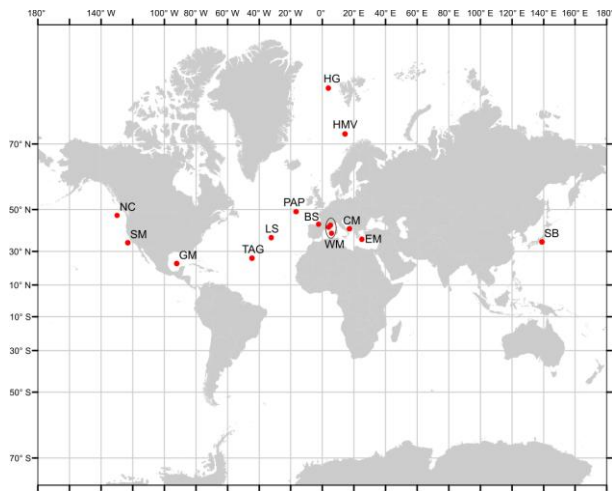 180° 140° W 100° W 80° W 60° W 40° W 20° W 0° 20° E 40° E 60° E 80° E 100° E 120° E 140° E 160° E 180° E
HG
HMV
70° N
PAP
NC
50° N
BS
CM
LS
SM
EM
SB
WM
GM
TAG
30° N
10° N
10° S
30° S
50° S
70° S